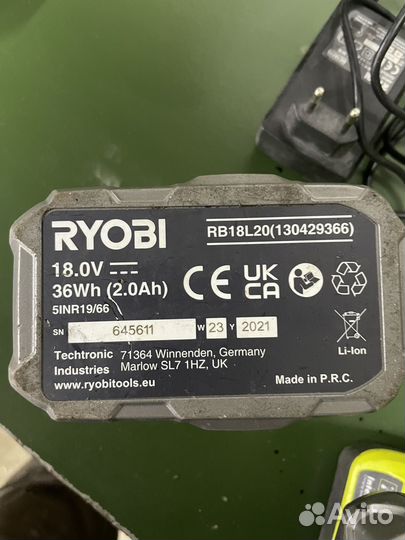 RYOBI
RB18L20(130429366)
18.0V
36Wh (2.0Ah)
5INR19/66
CE
UK
CA
SN 645611 W 23 Y 2021
Li-Ion
Techtronic 71364 Winnenden, Germany
Industries Marlow SL7 1HZ, UK
www.ryobitools.eu
Made in P.R.C.
Avito